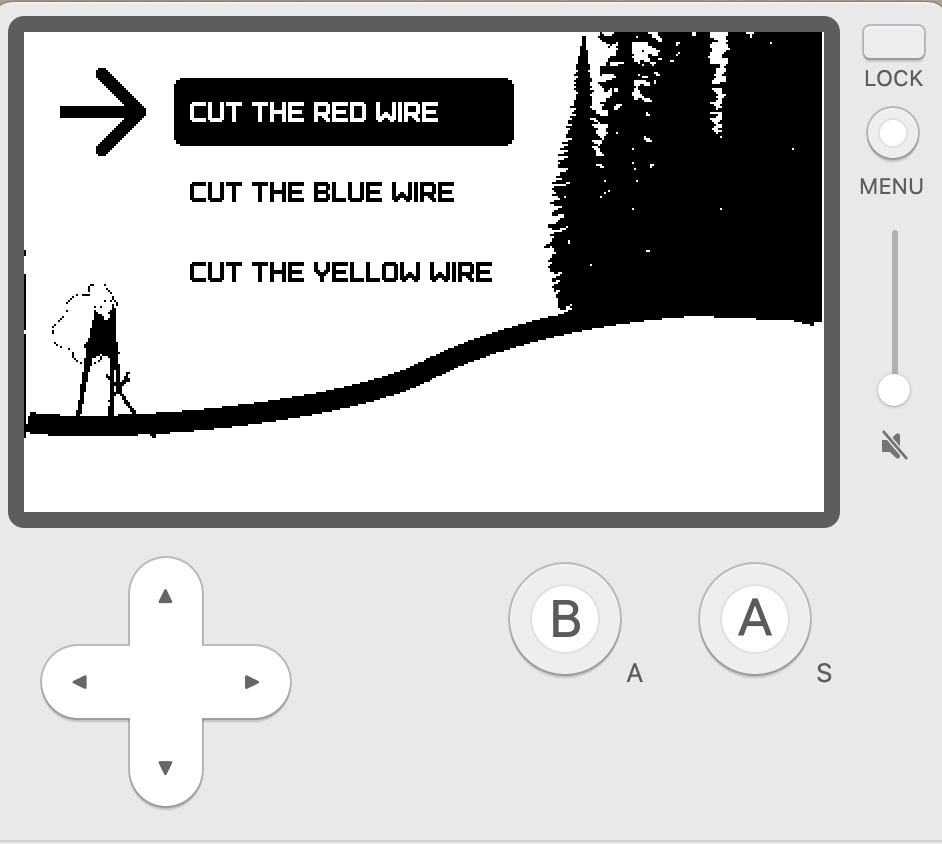 CUT THE RED WIRE
CUT THE BLUE WIRE
CUT THE YELLOW WIRE
LOCK
MENU
B
A
A
S